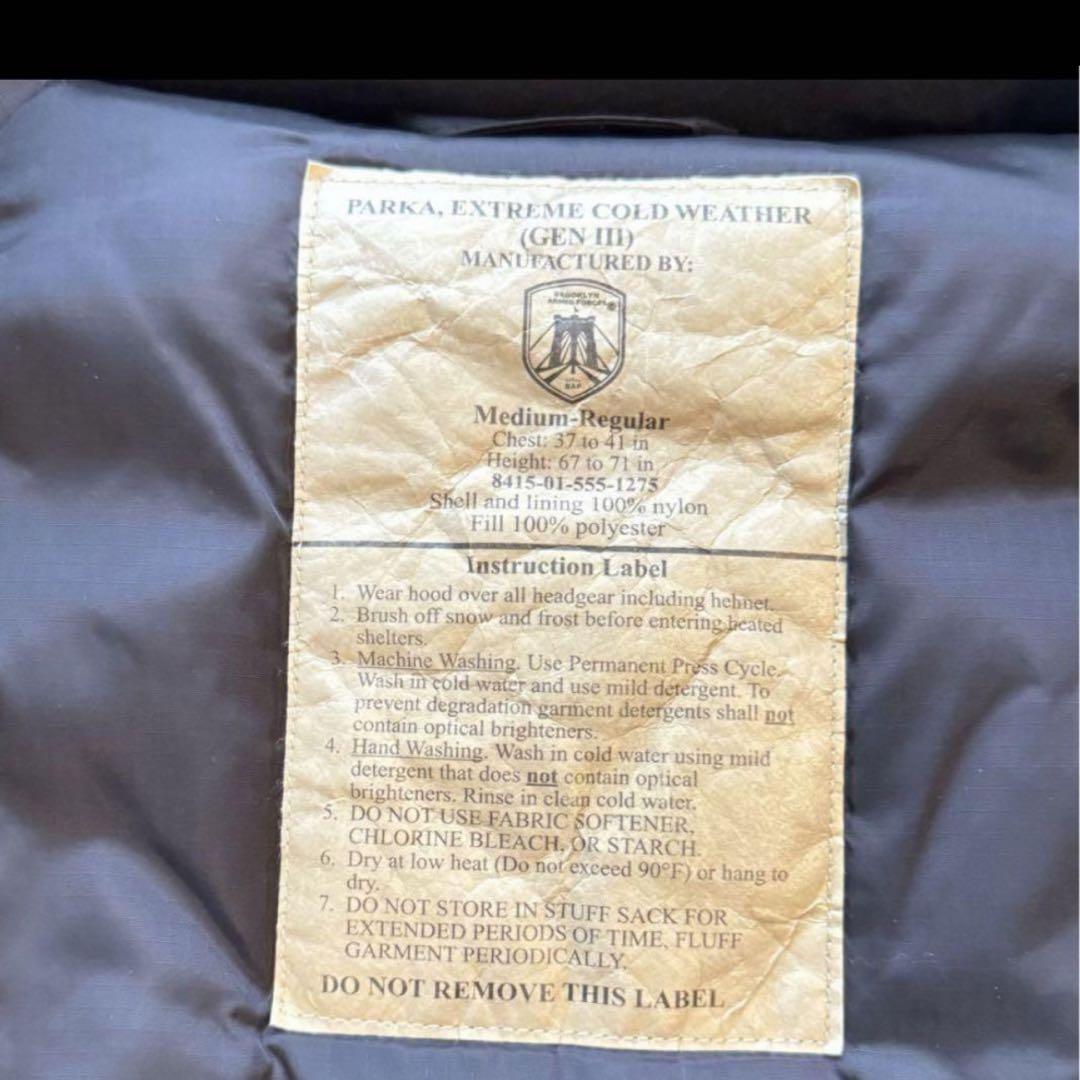 PARKA, EXTREME COLD WEATHER
(GEN III)
MANUFACTURED BY:
BROOKLYN
ARMED FORCES
®
BAF
Medium-Regular
Chest: 37 to 41 in
Height: 67 to 71 in
8415-01-555-1275
Shell and lining 100% nylon
Fill 100% polyester
Instruction Label
1. Wear hood over all headgear including helmet.
2. Brush off snow and frost before entering heated
shelters.
3. Machine Washing. Use Permanent Press Cycle.
Wash in cold water and use mild detergent. To
prevent degradation garment detergents shall not
contain optical brighteners.
4. Hand Washing. Wash in cold water using mild
detergent that does not contain optical
brighteners. Rinse in clean cold water.
5. DO NOT USE FABRIC SOFTENER,
CHLORINE BLEACH, OR STARCH.
6. Dry at low heat (Do not exceed 90°F) or hang to
dry.
7. DO NOT STORE IN STUFF SACK FOR
EXTENDED PERIODS OF TIME, FLUFF
GARMENT PERIODICALLY.
DO NOT REMOVE THIS LABEL